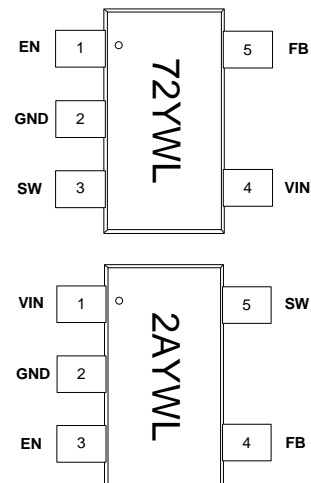 EN 1 5 FB
GND 2
72YWL
SW 3 4 VIN
VIN 1 5 SW
GND 2
2AYWL
EN 3 4 FB